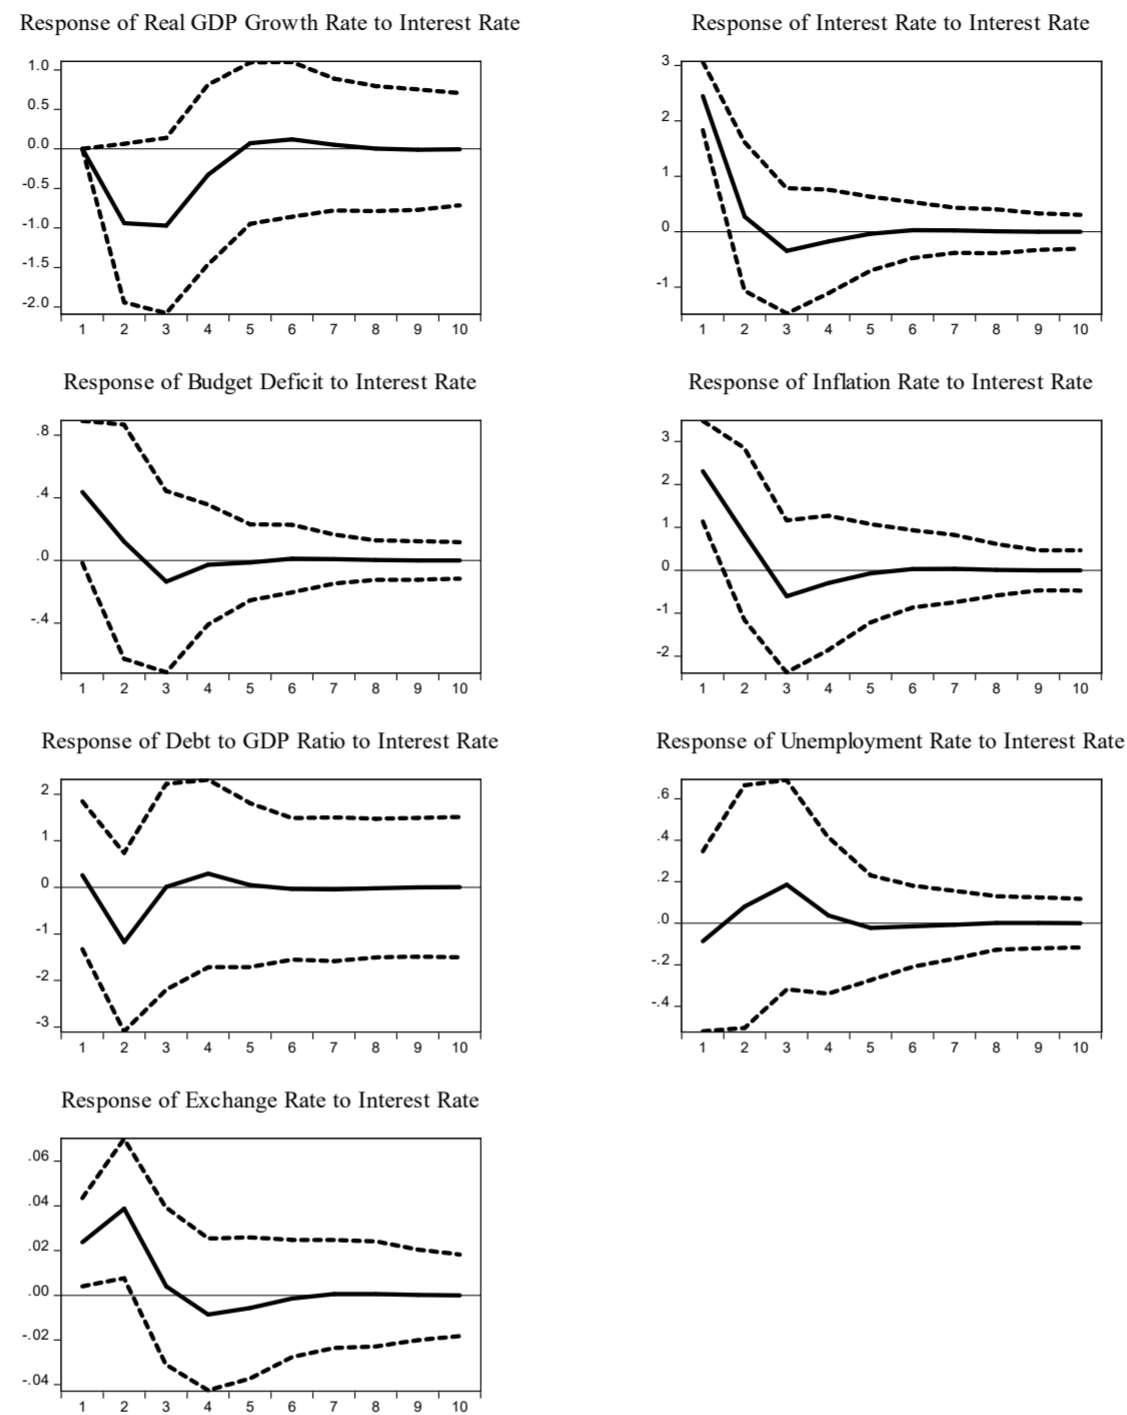 Response of Real GDP Growth Rate to Interest Rate
1.0
0.5
0.0
-0.5
-1.0
-1.5
-2.0
1 2 3 4 5 6 7 8 9 10
Response of Interest Rate to Interest Rate
3
2
1
0
-1
1 2 3 4 5 6 7 8 9 10
Response of Budget Deficit to Interest Rate
.8
.4
.0
-.4
1 2 3 4 5 6 7 8 9 10
Response of Inflation Rate to Interest Rate
3
2
1
0
-1
-2
1 2 3 4 5 6 7 8 9 10
Response of Debt to GDP Ratio to Interest Rate
2
1
0
-1
-2
-3
1 2 3 4 5 6 7 8 9 10
Response of Unemployment Rate to Interest Rate
.6
.4
.2
.0
-.2
-.4
1 2 3 4 5 6 7 8 9 10
Response of Exchange Rate to Interest Rate
.06
.04
.02
.00
-.02
-.04
1 2 3 4 5 6 7 8 9 10